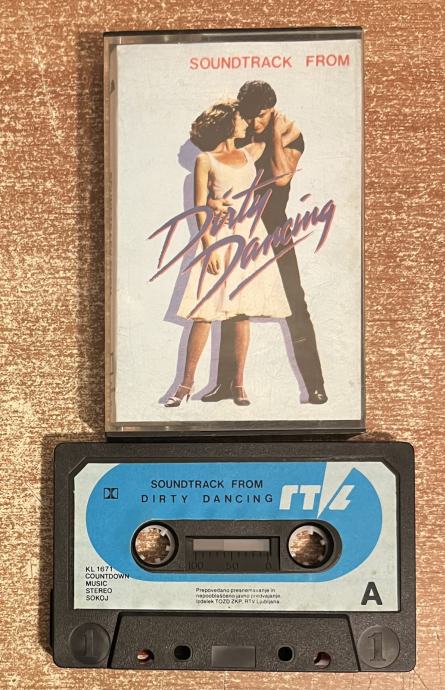 SOUNDTRACK FROM
Dirty
Dancing
SOUNDTRACK FROM
DIRTY DANCING
RTVL
100 50 0
KL 1671
COUNTDOWN
MUSIC
STEREO
SOKOJ
Prepovedano presnemavanje in
nepooblaščeno javno predvajanje.
Izdelek TOZD ZKP, RTV Ljubljana
A
1
1